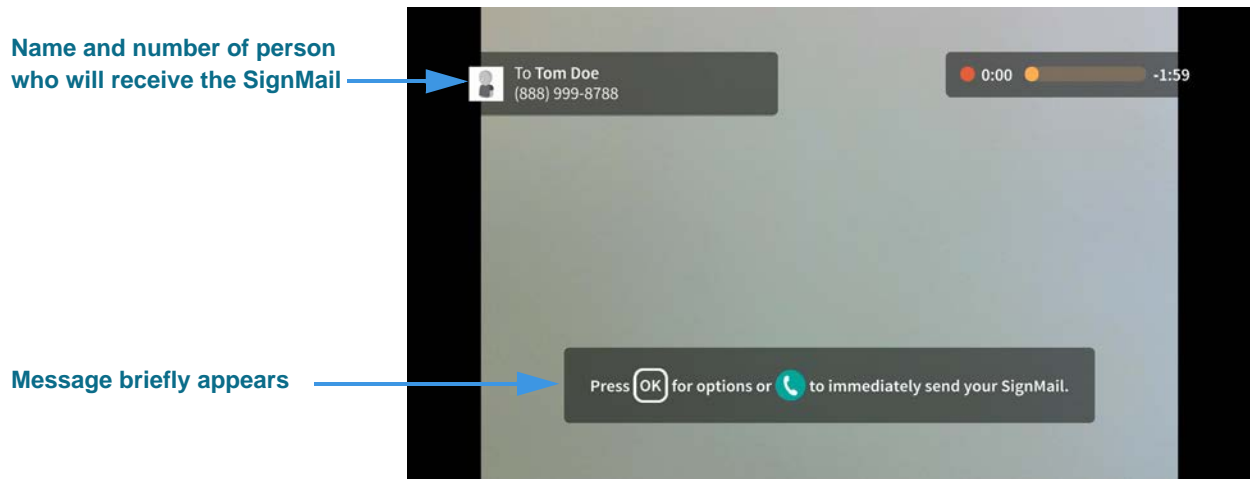 Name and number of person
who will receive the SignMail
To Tom Doe
(888) 999-8788
0:00 -1:59
Message briefly appears
Press OK for options or to immediately send your SignMail.